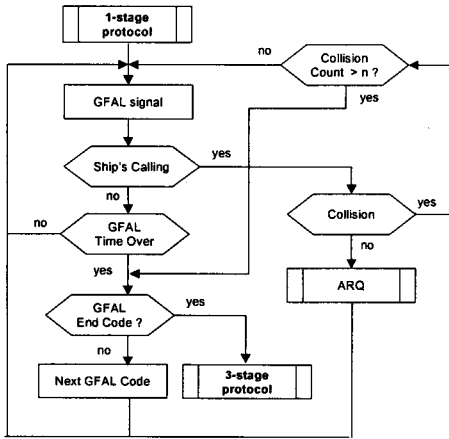 1-stage
protocol
no
Collision
Count > n ?
yes
GFAL signal
Ship's Calling
yes
no
no
GFAL
Time Over
Collision
yes
no
yes
ARQ
GFAL
End Code ?
yes
no
Next GFAL Code
3-stage
protocol